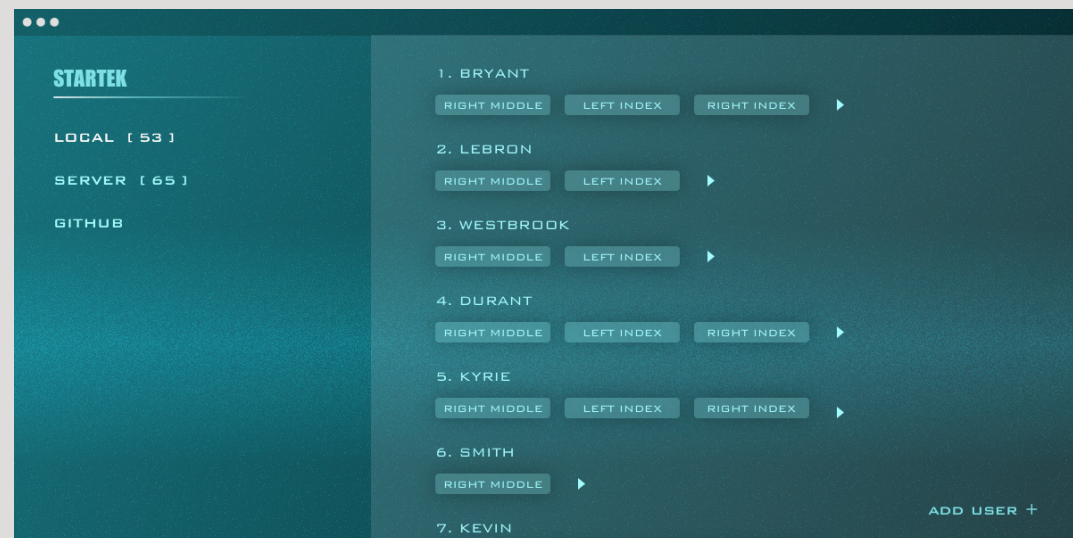 STARTEK
LOCAL [ 53 ]
SERVER [ 65 ]
GITHUB
1. BRYANT
RIGHT MIDDLE LEFT INDEX RIGHT INDEX
2. LEBRON
RIGHT MIDDLE LEFT INDEX
3. WESTBROOK
RIGHT MIDDLE LEFT INDEX
4. DURANT
RIGHT MIDDLE LEFT INDEX RIGHT INDEX
5. KYRIE
RIGHT MIDDLE LEFT INDEX RIGHT INDEX
6. SMITH
RIGHT MIDDLE
7. KEVIN
ADD USER +